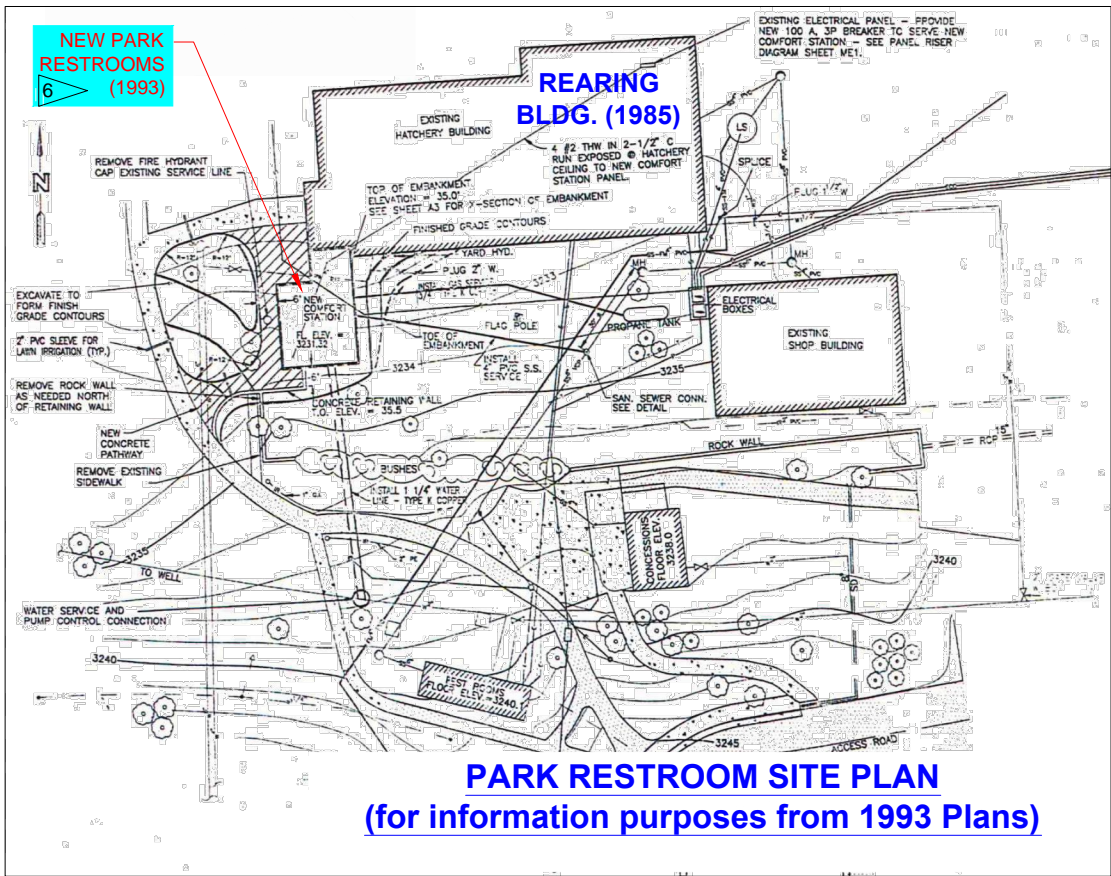 NEW PARK
RESTROOMS
(1993)
6
EXISTING ELECTRICAL PANEL – PROVIDE
NEW 100 A, 3P BREAKER TO SERVE NEW
COMFORT STATION – SEE PANEL RISER
DIAGRAM SHEET ME1.
REARING
BLDG. (1985)
EXISTING
HATCHERY BUILDING
4 #2 THW IN 2-1/2" C
RUN EXPOSED @ HATCHERY
CEILING TO NEW COMFORT
STATION PANEL.
LS
SPLICE
PLUG 1 1/2" W
N
REMOVE FIRE HYDRANT
CAP EXISTING SERVICE LINE
TOP OF EMBANKMENT
ELEVATION = 35.0'
SEE SHEET A3 FOR X-SECTION OF EMBANKMENT
FINISHED GRADE CONTOURS
YARD HYD.
PLUG 2" W.
3233
MH
MH
R=12'
EXCAVATE TO
FORM FINISH
GRADE CONTOURS
6'
NEW
COMFORT
STATION
FL. ELEV. =
3231.32
FLAG POLE
PROPANE TANK
ELECTRICAL
BOXES
EXISTING
SHOP BUILDING
2" PVC SLEEVE FOR
LAWN IRRIGATION (TYP.)
TOE OF
EMBANKMENT
INSTALL
4" PVC S.S.
SERVICE
3234
3235
REMOVE ROCK WALL
AS NEEDED NORTH
OF RETAINING WALL
CONCRETE RETAINING WALL
T.O. ELEV. = 35.5
SAN. SEWER CONN.
SEE DETAIL
NEW
CONCRETE
PATHWAY
ROCK WALL
15"
RCP
REMOVE EXISTING
SIDEWALK
BUSHES
INSTALL 1 1/4" WATER
LINE – TYPE K COPPER
CONCESSIONS
FLOOR ELEV.
3238.0
3235
TO WELL
3240
8" SD
WATER SERVICE AND
PUMP CONTROL CONNECTION
3240
REST ROOMS
FLOOR ELEV.=3240.
3245
ACCESS ROAD
PARK RESTROOM SITE PLAN
(for information purposes from 1993 Plans)